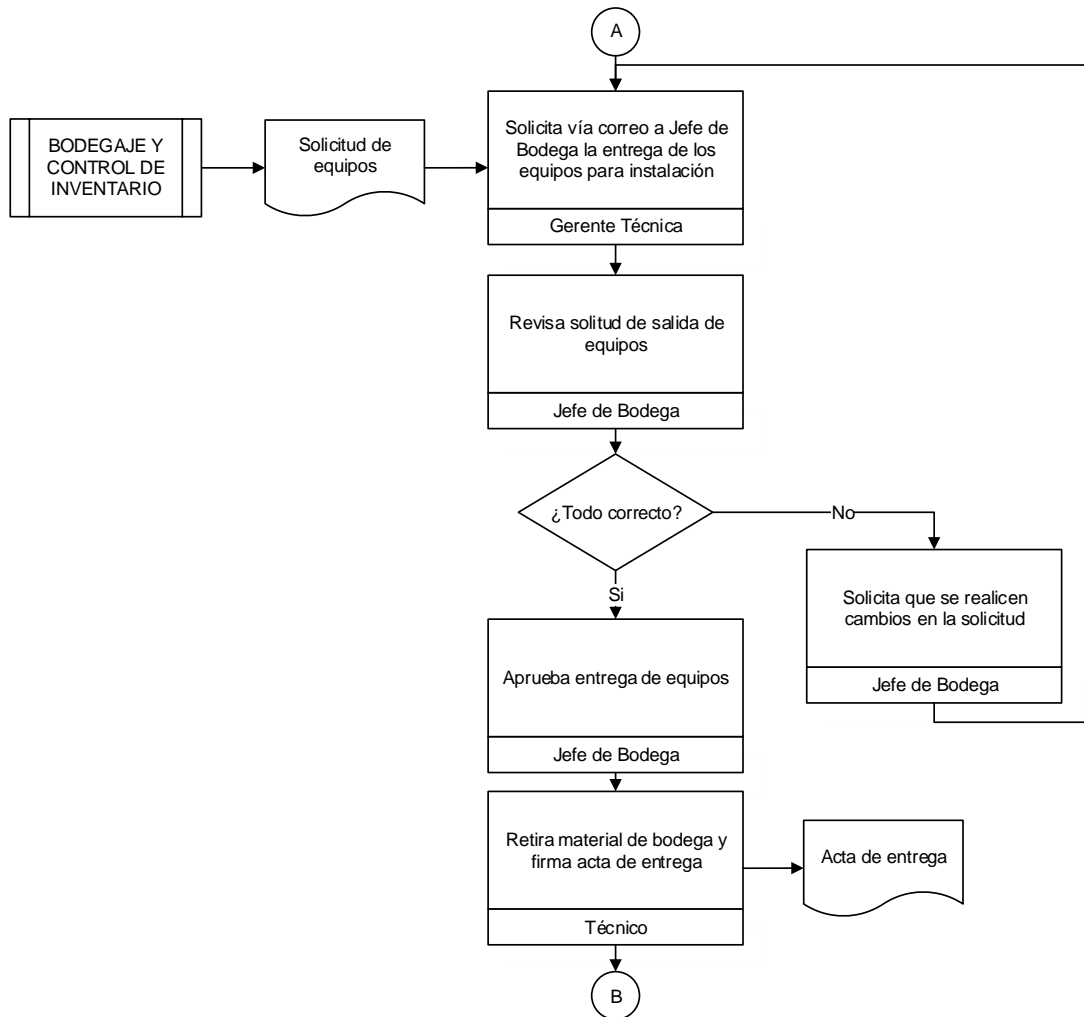 A
BODEGAJE Y
CONTROL DE
INVENTARIO
Solicitud de
equipos
Solicita vía correo a Jefe de
Bodega la entrega de los
equipos para instalación
Gerente Técnica
Revisa solitud de salida de
equipos
Jefe de Bodega
¿Todo correcto?
No
Si
Solicita que se realicen
cambios en la solicitud
Jefe de Bodega
Aprueba entrega de equipos
Jefe de Bodega
Retira material de bodega y
firma acta de entrega
Técnico
Acta de entrega
B